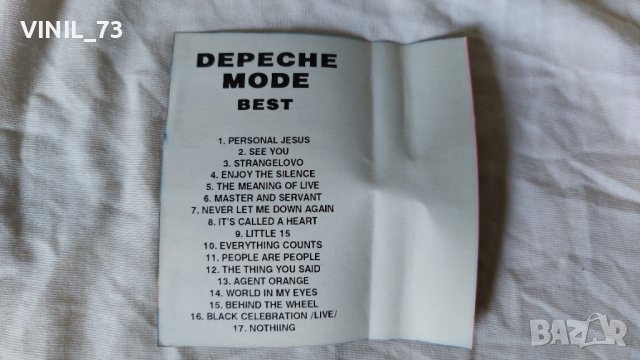 VINIL_73
DEPECHE
MODE
BEST
1. PERSONAL JESUS
2. SEE YOU
3. STRANGELOVO
4. ENJOY THE SILENCE
5. THE MEANING OF LIVE
6. MASTER AND SERVANT
7. NEVER LET ME DOWN AGAIN
8. IT'S CALLED A HEART
9. LITTLE 15
10. EVERYTHING COUNTS
11. PEOPLE ARE PEOPLE
12. THE THING YOU SAID
13. AGENT ORANGE
14. WORLD IN MY EYES
15. BEHIND THE WHEEL
16. BLACK CELEBRATION /LIVE/
17. NOTHIING
BAZAR
bg